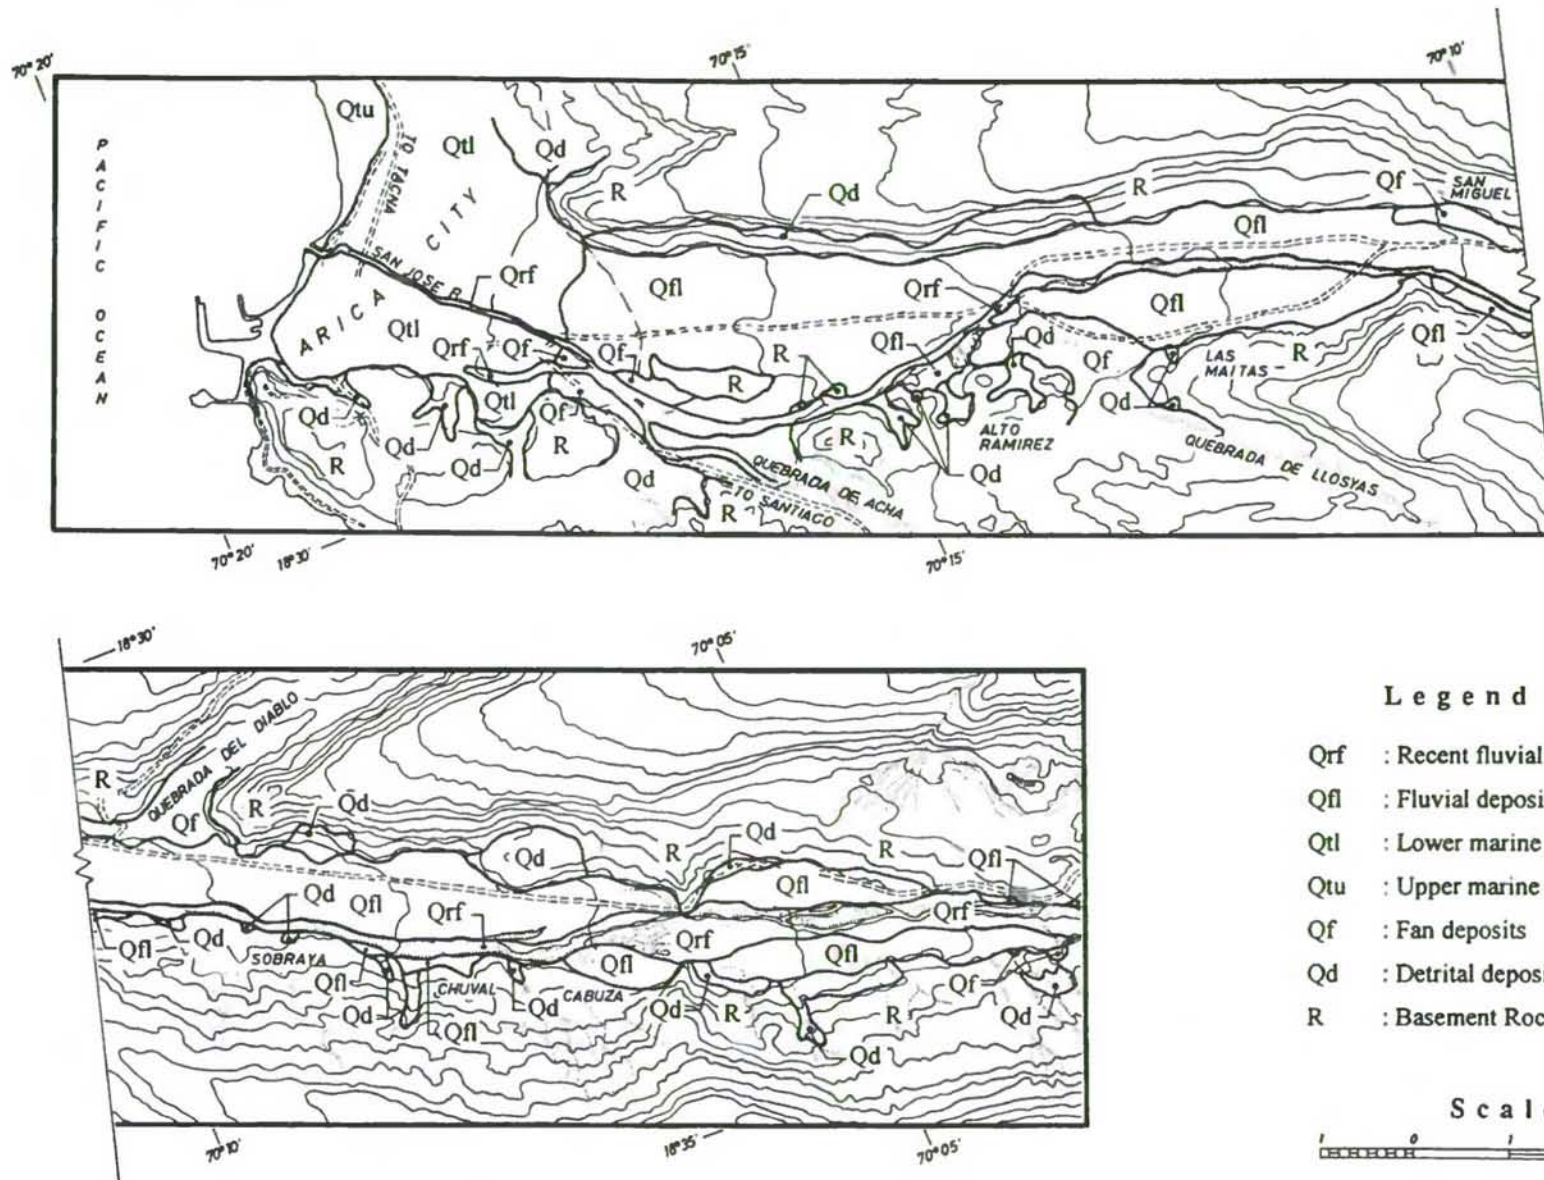 70°20'
70°15'
70°10'
PACIFIC OCEAN
Qtu
TO TACNA
Qtl
Qd
R
Qd
R
Qf
SAN MIGUEL
ARICA CITY
SAN JOSE R.
Qrf
Qfl
Qfl
Qrf
Qfl
Qtl
Qrf
Qf
Qf
R
R
Qfl
Qd
Qf
LAS MAITAS
R
Qfl
Qd
Qd
Qtl
Qf
Qd
R
Qd
R
Qd
R
ALTO RAMIREZ
Qd
QUEBRADA DE ACHA
TO SANTIAGO
R
QUEBRADA DE LLOSYAS
70°20'
18°30'
70°15'
18°30'
70°05'
R
QUEBRADA DEL DIABLO
Qf
R
Qd
Qd
R
Qd
R
Qfl
Qfl
Qd
Qfl
Qrf
Qrf
Qfl
Qd
SOBRAYA
Qfl
CHUVAL
Qd
CABUZA
Qfl
Qrf
Qfl
Qd
Qfl
Qd
R
R
Qf
Qd
Qd
70°10'
18°35'
70°05'
Legend
Qrf : Recent fluvial
Qfl : Fluvial deposi
Qtl : Lower marine
Qtu : Upper marine
Qf : Fan deposits
Qd : Detrital deposi
R : Basement Roc
Scal
1 0 1